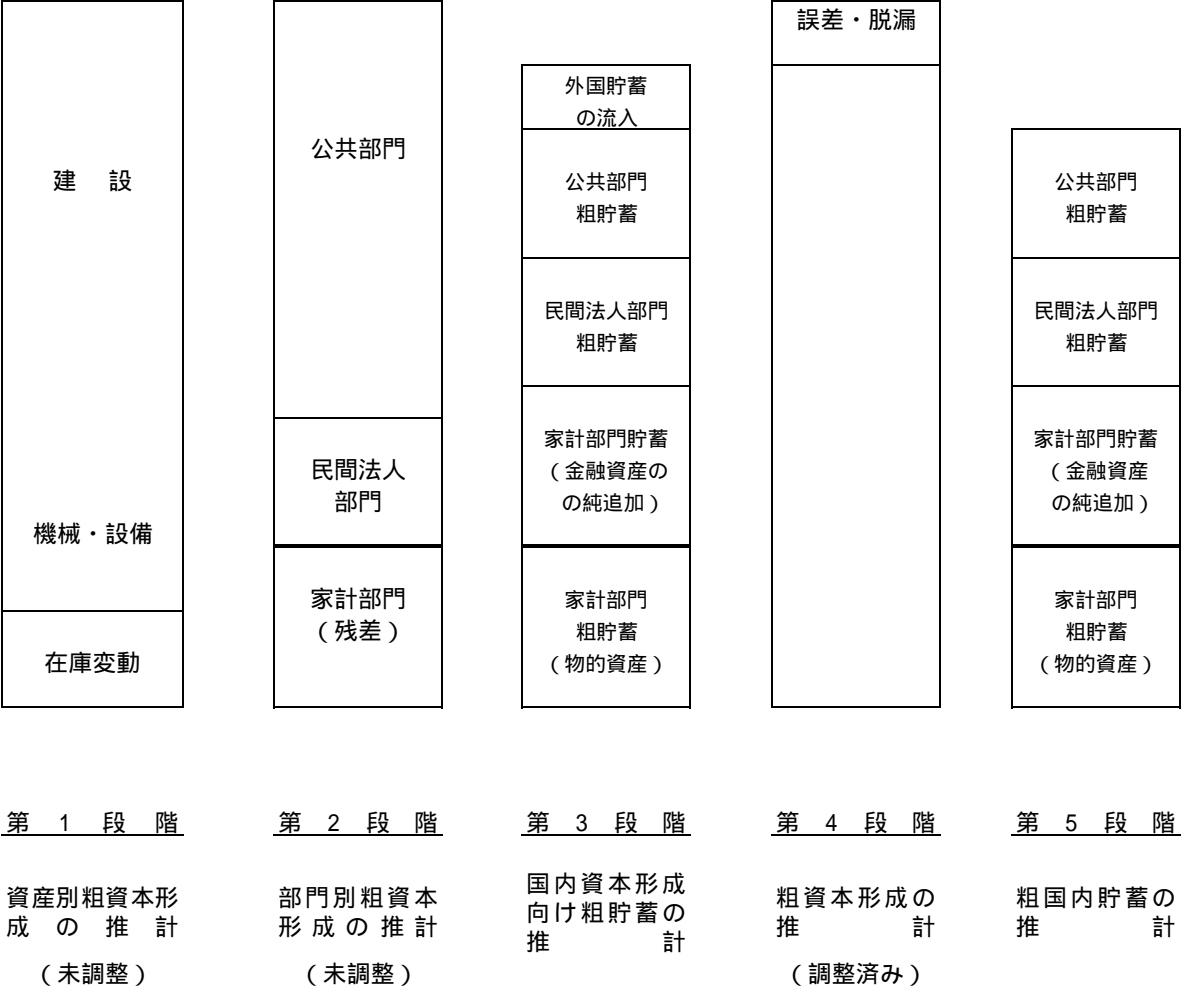 建　設
機械・設備
在庫変動
公共部門
民間法人
部門
家計部門
（残差）
外国貯蓄
の流入
公共部門
粗貯蓄
民間法人部門
粗貯蓄
家計部門貯蓄
（金融資産の
の純追加）
家計部門
粗貯蓄
（物的資産）
誤差・脱漏
公共部門
粗貯蓄
民間法人部門
粗貯蓄
家計部門貯蓄
（金融資産
の純追加）
家計部門
粗貯蓄
（物的資産）
第1段階
資産別粗資本形
成の推計
（未調整）
第2段階
部門別粗資本
形成の推計
（未調整）
第3段階
国内資本形成
向け粗貯蓄の
推計
第4段階
粗資本形成の
推計
（調整済み）
第5段階
粗国内貯蓄の
推計